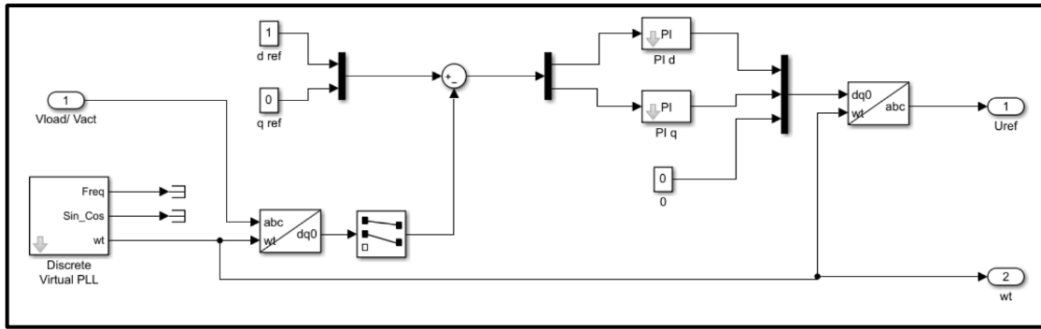 1
d ref
0
q ref
1
Vload/ Vact
+
-
PI
PI d
PI
PI q
0
0
dq0
wt
abc
1
Uref
Freq
Sin_Cos
wt
Discrete
Virtual PLL
abc
wt
dq0
2
wt